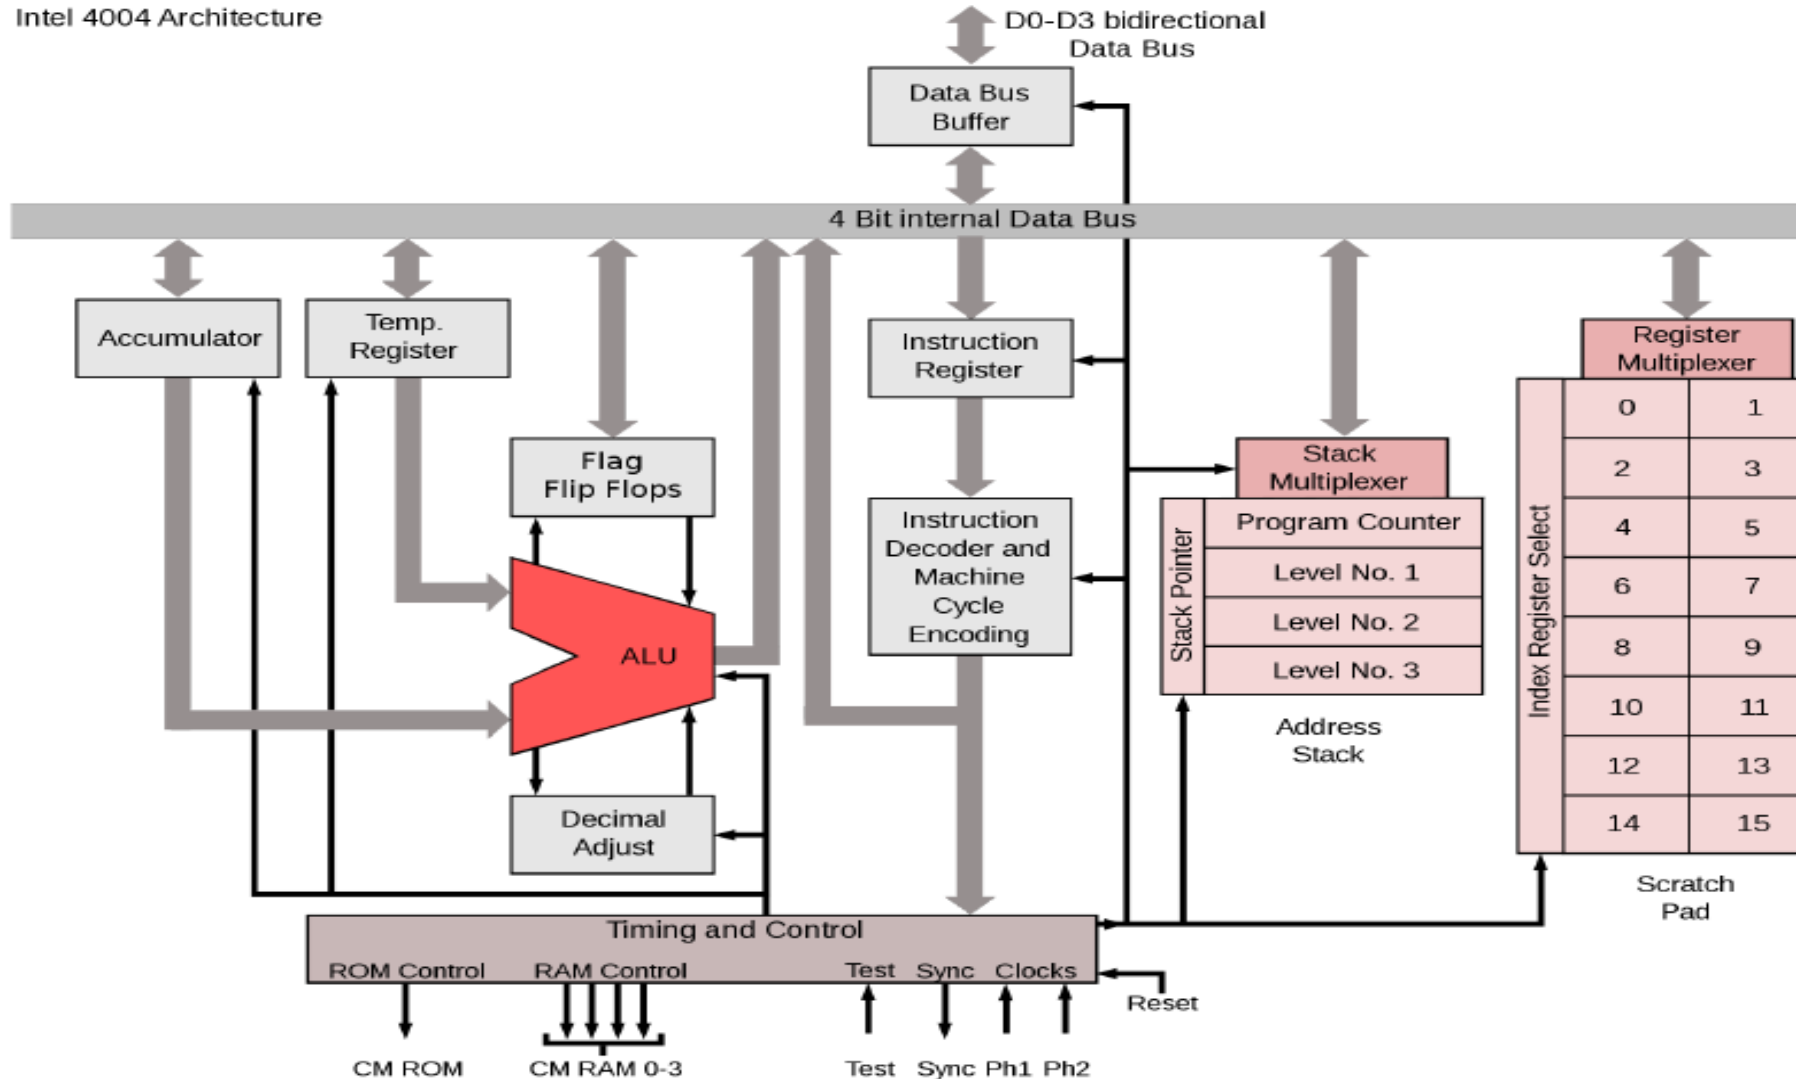 Intel 4004 Architecture
D0-D3 bidirectional
Data Bus
Data Bus
Buffer
4 Bit internal Data Bus
Accumulator
Temp.
Register
Flag
Flip Flops
ALU
Decimal
Adjust
Instruction
Register
Instruction
Decoder and
Machine
Cycle
Encoding
Stack
Multiplexer
Stack Pointer
Program Counter
Level No. 1
Level No. 2
Level No. 3
Address
Stack
Register
Multiplexer
Index Register Select
0 1
2 3
4 5
6 7
8 9
10 11
12 13
14 15
Scratch
Pad
Timing and Control
ROM Control RAM Control Test Sync Clocks
Reset
CM ROM CM RAM 0-3 Test Sync Ph1 Ph2